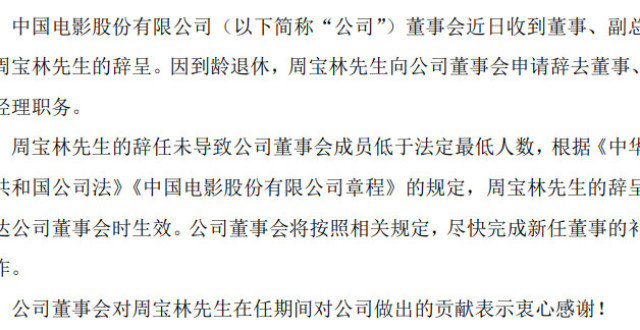 中国电影股份有限公司（以下简称“公司”）董事会近日收到董事、副总
周宝林先生的辞呈。因到龄退休，周宝林先生向公司董事会申请辞去董事、
经理职务。
周宝林先生的辞任未导致公司董事会成员低于法定最低人数，根据《中华
共和国公司法》《中国电影股份有限公司章程》的规定，周宝林先生的辞呈
达公司董事会时生效。公司董事会将按照相关规定，尽快完成新任董事的补
作。
公司董事会对周宝林先生在任期间对公司做出的贡献表示衷心感谢！